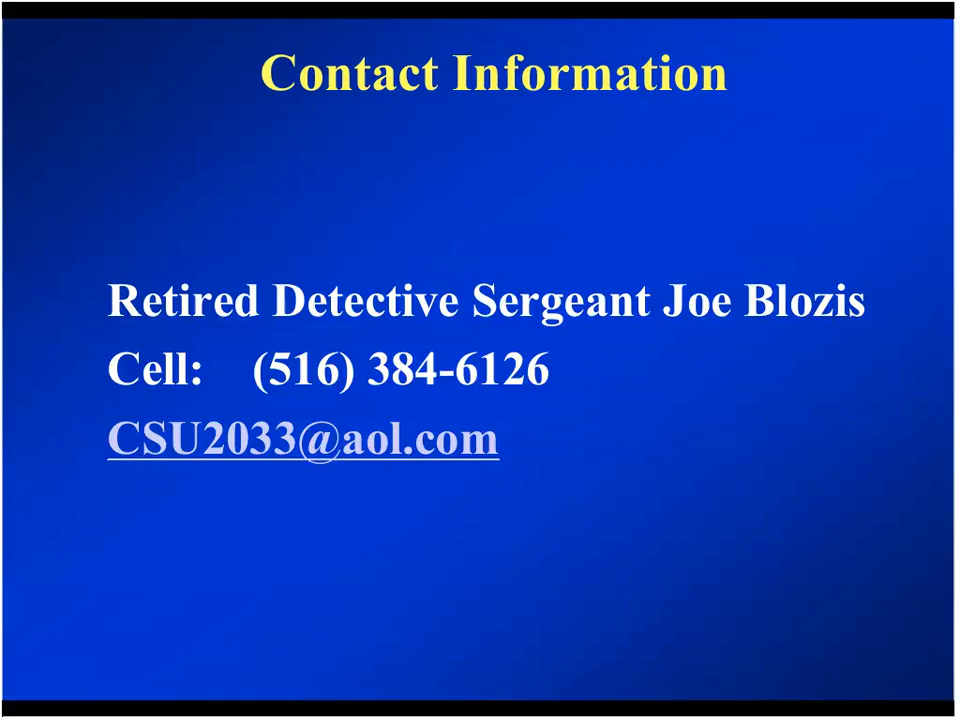 Contact Information
Retired Detective Sergeant Joe Blozis
Cell: (516) 384-6126
CSU2033@aol.com